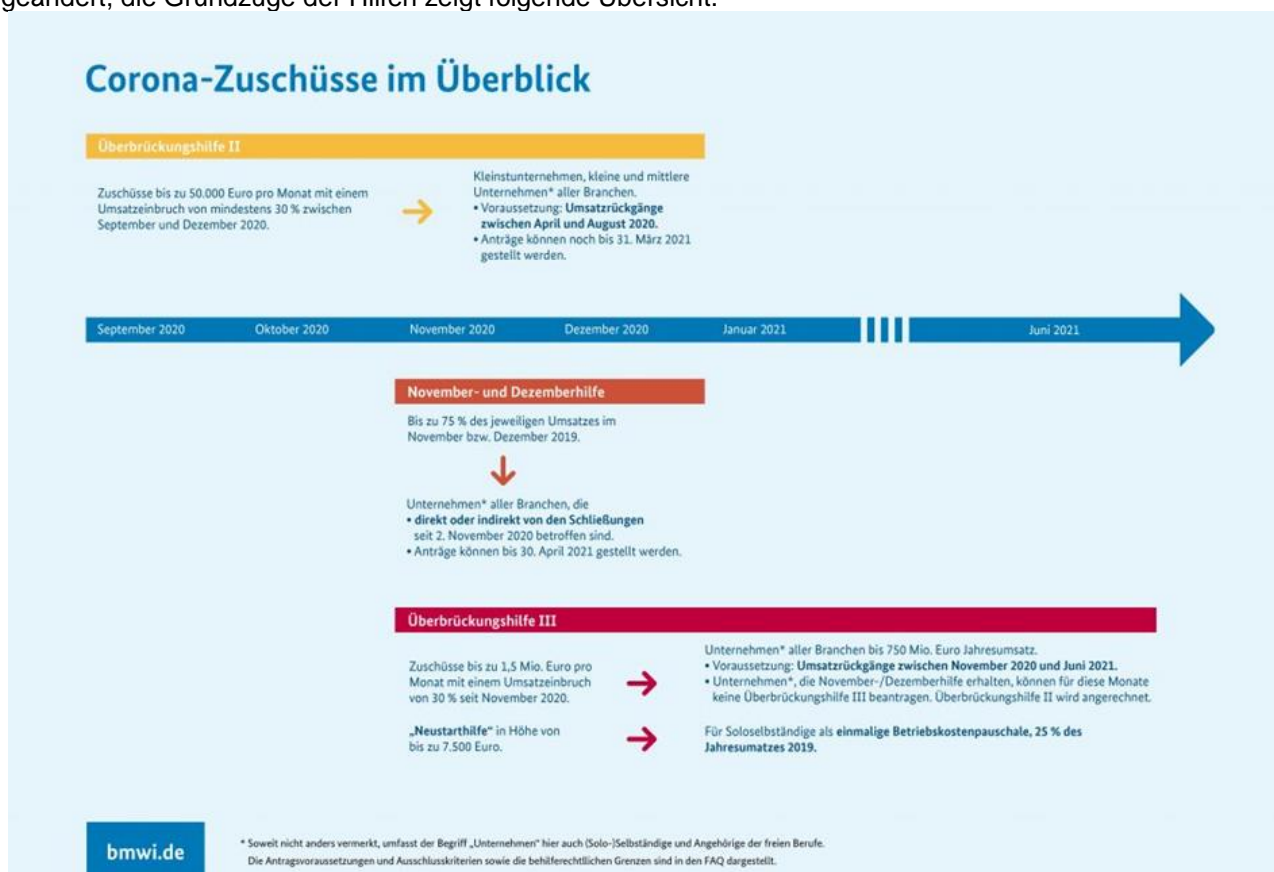 geändert, die Grundzüge der Hilfen zeigt folgende Übersicht.
Corona-Zuschüsse im Überblick
Überbrückungshilfe II
Zuschüsse bis zu 50.000 Euro pro Monat mit einem
Umsatzeinbruch von mindestens 30 % zwischen
September und Dezember 2020.
Kleinstunternehmen, kleine und mittlere
Unternehmen* aller Branchen.
• Voraussetzung: Umsatzrückgänge
zwischen April und August 2020.
• Anträge können noch bis 31. März 2021
gestellt werden.
September 2020
Oktober 2020
November 2020
Dezember 2020
Januar 2021
Juni 2021
November- und Dezemberhilfe
Bis zu 75 % des jeweiligen Umsatzes im
November bzw. Dezember 2019.
Unternehmen* aller Branchen, die
• direkt oder indirekt von den Schließungen
seit 2. November 2020 betroffen sind.
• Anträge können bis 30. April 2021 gestellt werden.
Überbrückungshilfe III
Zuschüsse bis zu 1,5 Mio. Euro pro
Monat mit einem Umsatzeinbruch
von 30 % seit November 2020.
Unternehmen* aller Branchen bis 750 Mio. Euro Jahresumsatz.
• Voraussetzung: Umsatzrückgänge zwischen November 2020 und Juni 2021.
• Unternehmen*, die November-/Dezemberhilfe erhalten, können für diese Monate
keine Überbrückungshilfe III beantragen. Überbrückungshilfe II wird angerechnet.
„Neustarthilfe“ in Höhe von
bis zu 7.500 Euro.
Für Soloselbständige als einmalige Betriebskostenpauschale, 25 % des
Jahresumatzes 2019.
bmwi.de
* Soweit nicht anders vermerkt, umfasst der Begriff „Unternehmen“ hier auch (Solo-)Selbständige und Angehörige der freien Berufe.
Die Antragsvoraussetzungen und Ausschlusskriterien sowie die behilferechttlichen Grenzen sind in den FAQ dargestellt.